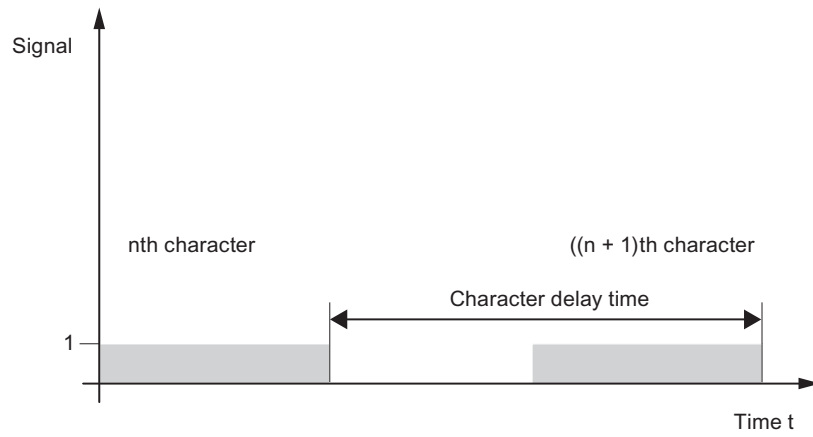 Signal
nth character
((n + 1)th character
Character delay time
1
Time t